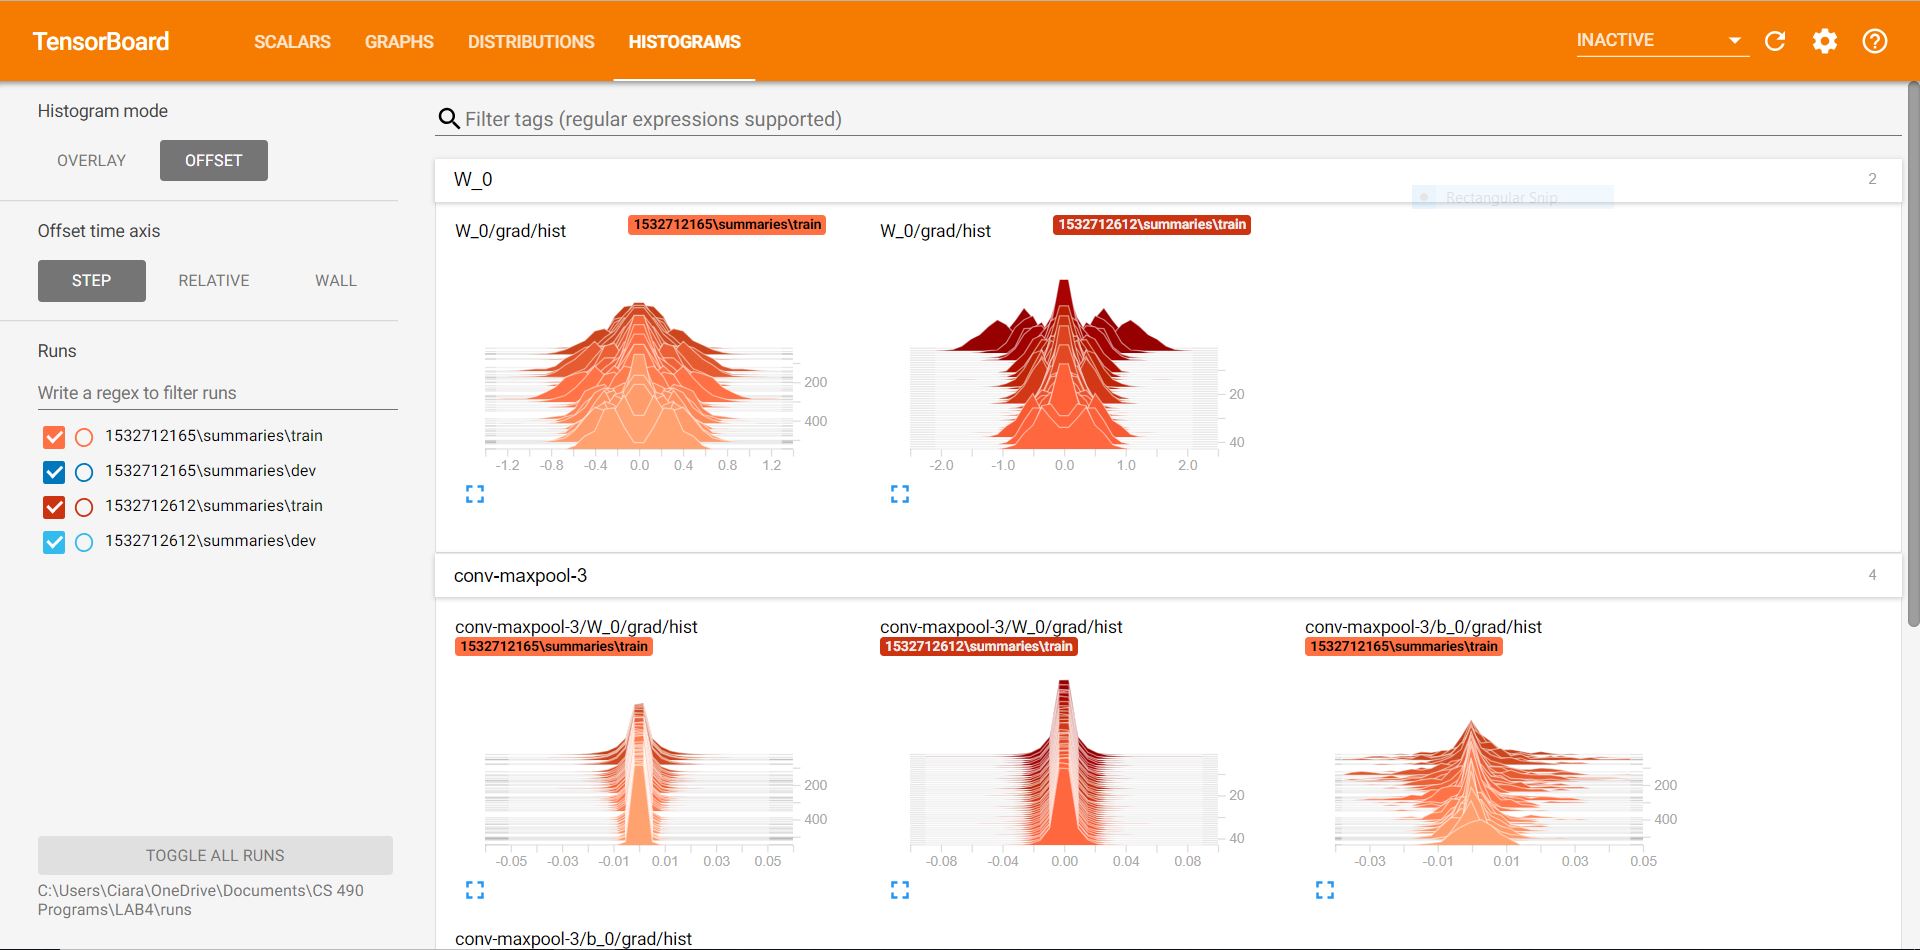 TensorBoard
SCALARS GRAPHS DISTRIBUTIONS HISTOGRAMS
INACTIVE
Histogram mode
OVERLAY OFFSET
Offset time axis
STEP RELATIVE WALL
Runs
Write a regex to filter runs
1532712165\summaries\train
1532712165\summaries\dev
1532712612\summaries\train
1532712612\summaries\dev
TOGGLE ALL RUNS
C:\Users\Ciara\OneDrive\Documents\CS 490
Programs\LAB4\runs
Filter tags (regular expressions supported)
W_0 2
Rectangular Snip
W_0/grad/hist 1532712165\summaries\train
200
400
-1.2 -0.8 -0.4 0.0 0.4 0.8 1.2
W_0/grad/hist 1532712612\summaries\train
20
40
-2.0 -1.0 0.0 1.0 2.0
conv-maxpool-3 4
conv-maxpool-3/W_0/grad/hist
1532712165\summaries\train
200
400
-0.05 -0.03 -0.01 0.01 0.03 0.05
conv-maxpool-3/W_0/grad/hist
1532712612\summaries\train
20
40
-0.08 -0.04 0.00 0.04 0.08
conv-maxpool-3/b_0/grad/hist
1532712165\summaries\train
200
400
-0.03 -0.01 0.01 0.03 0.05
conv-maxpool-3/b_0/grad/hist